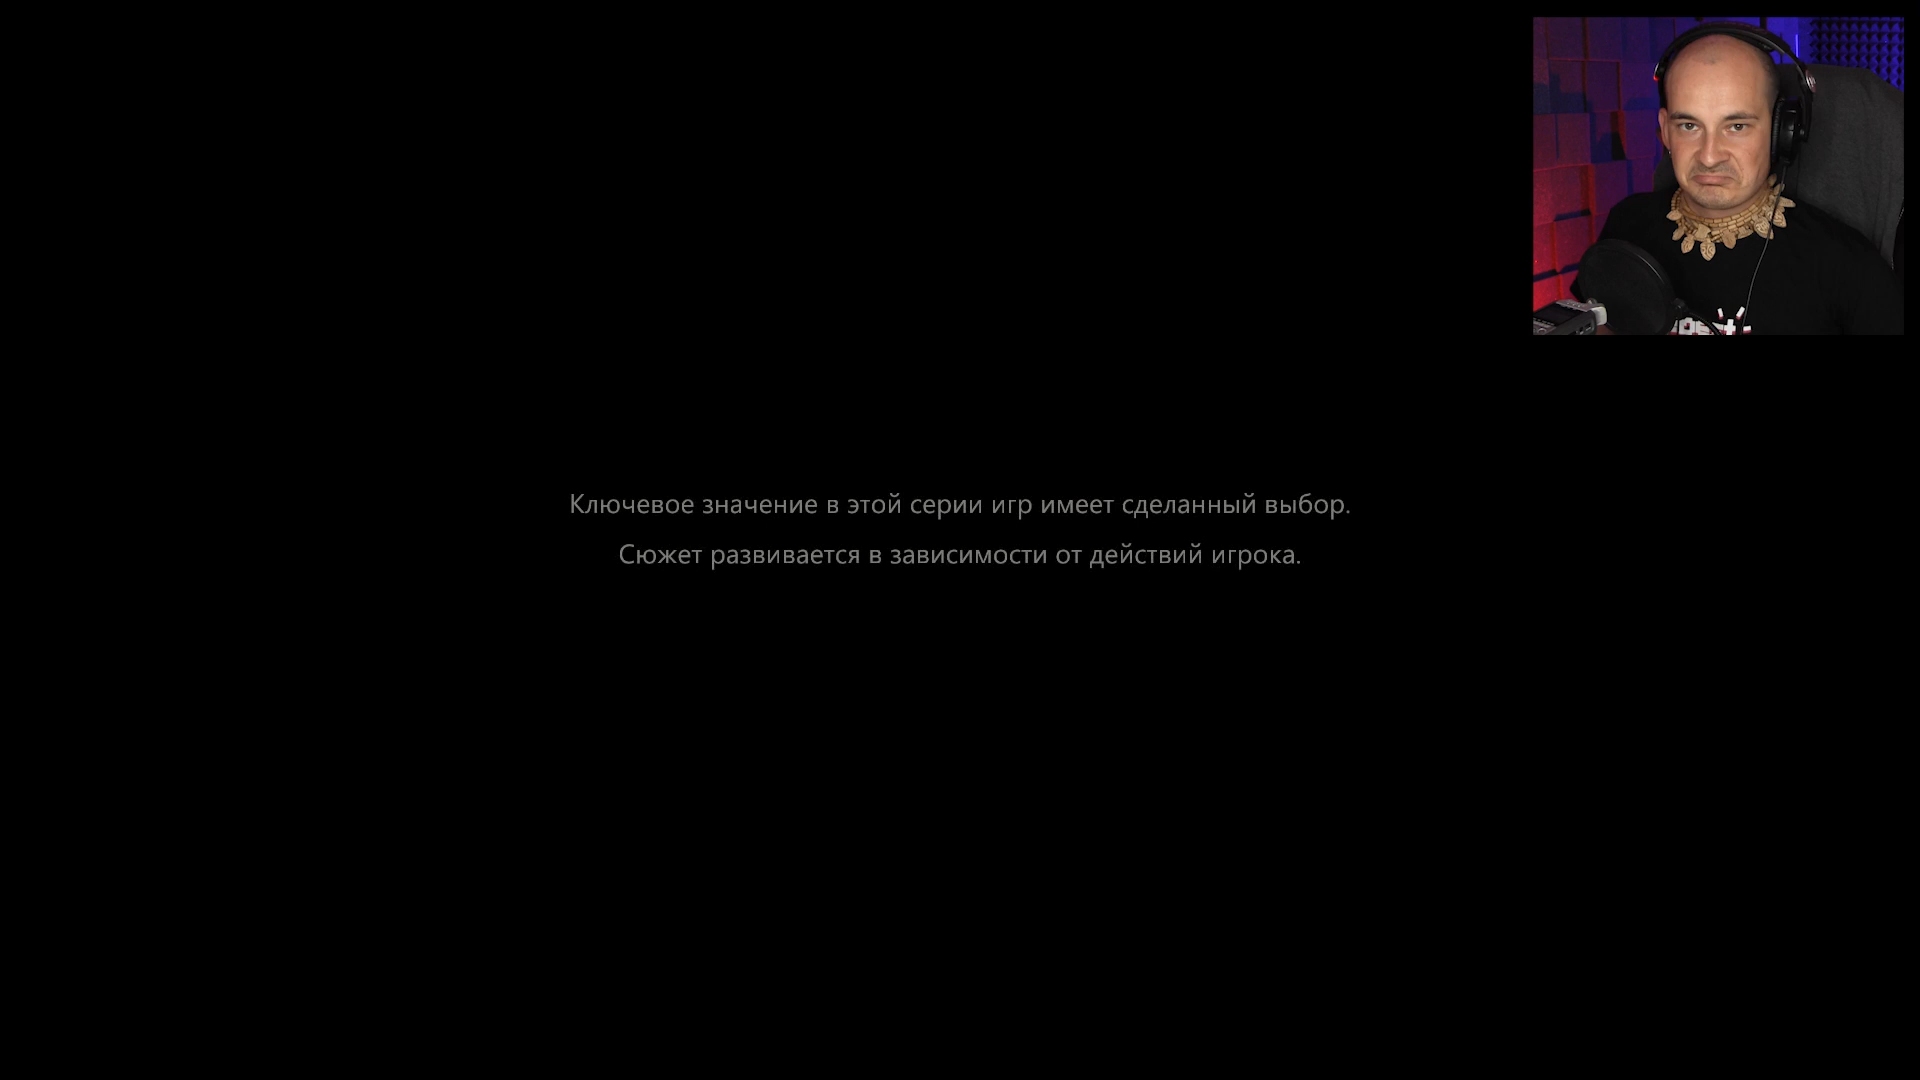 Ключевое значение в этой серии игр имеет сделанный выбор.
Сюжет развивается в зависимости от действий игрока.